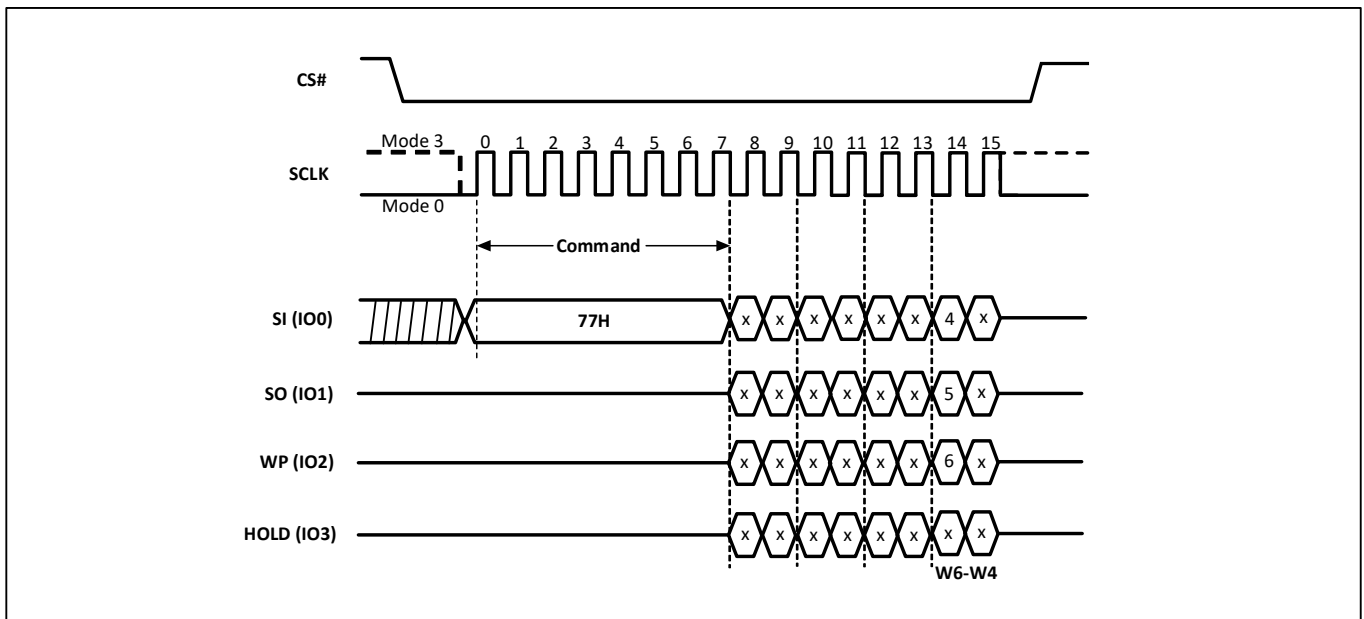 CS#
Mode 3
0 1 2 3 4 5 6 7 8 9 10 11 12 13 14 15
SCLK
Mode 0
Command
SI (IO0)
77H
x x x x x x 4 x
SO (IO1)
x x x x x x 5 x
WP (IO2)
x x x x x x 6 x
HOLD (IO3)
x x x x x x x x
W6-W4